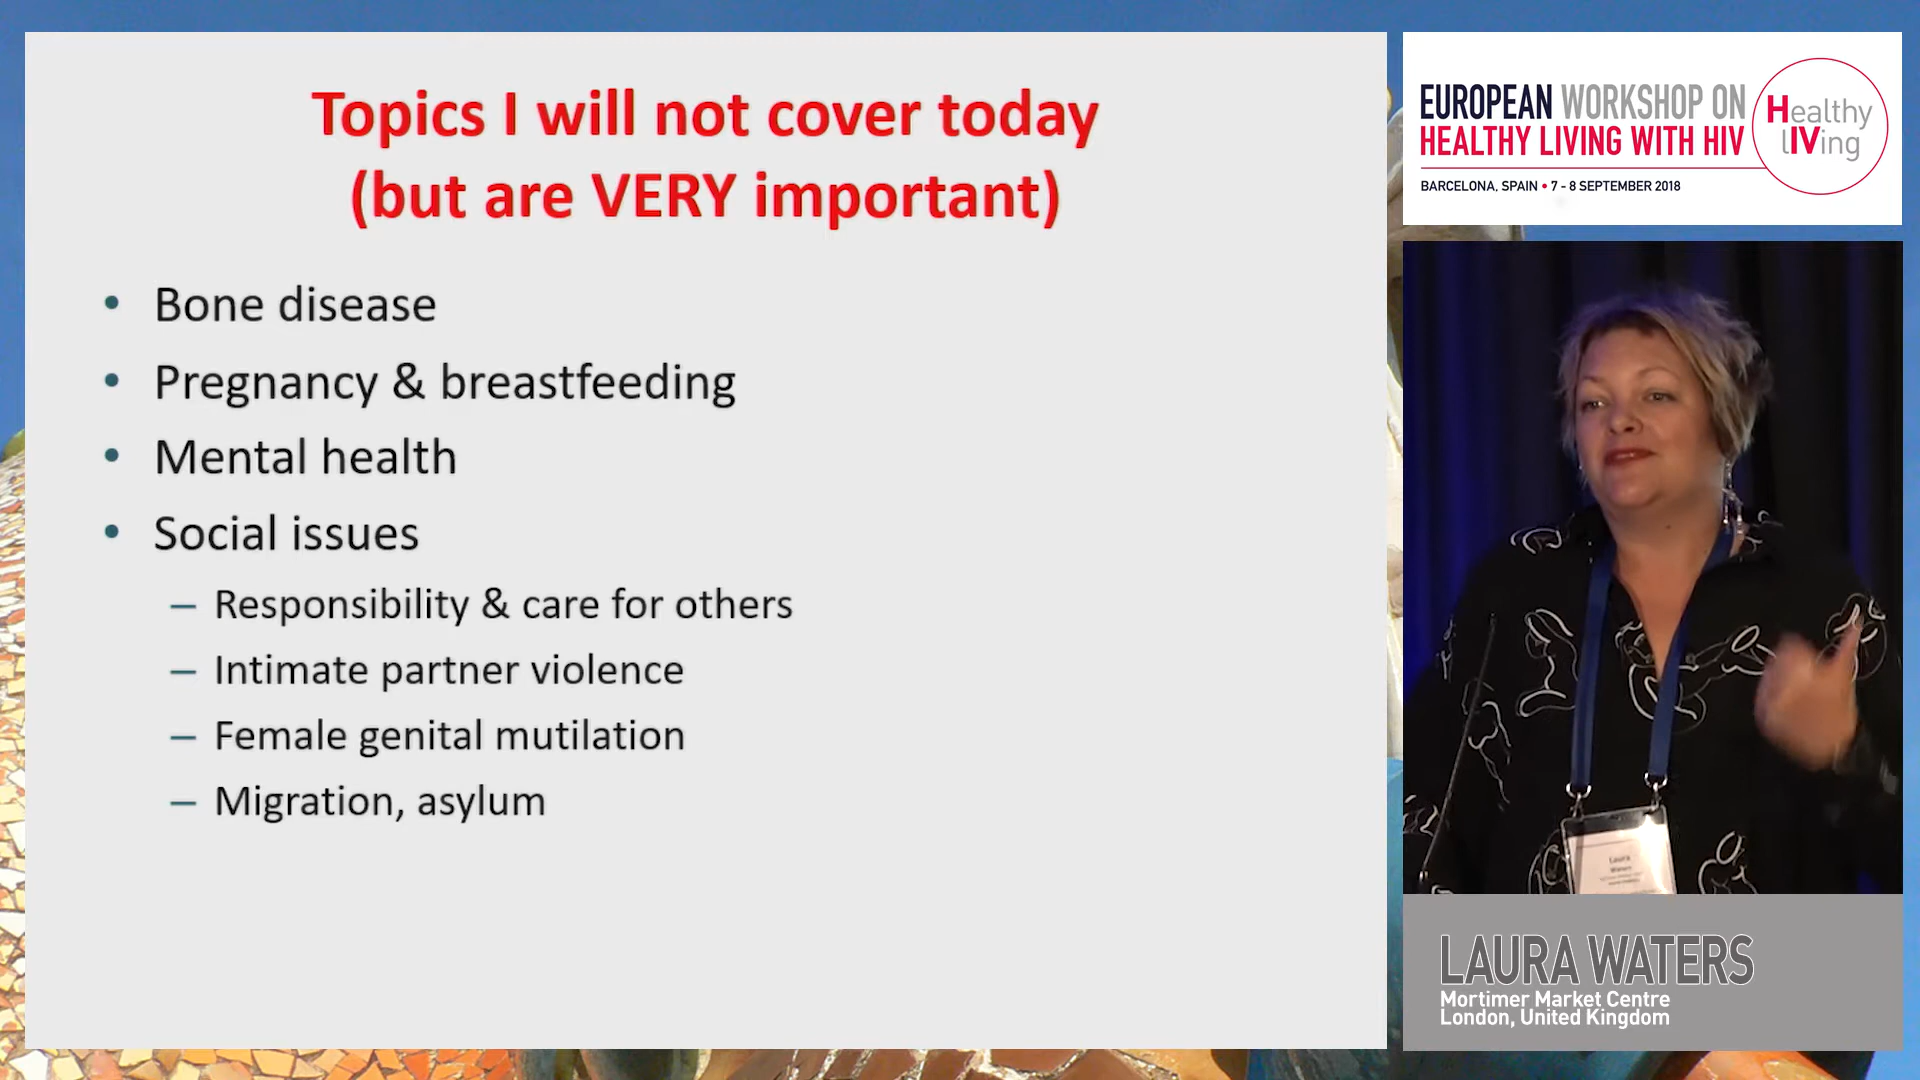 Topics I will not cover today
(but are VERY important)
• Bone disease
• Pregnancy & breastfeeding
• Mental health
• Social issues
– Responsibility & care for others
– Intimate partner violence
– Female genital mutilation
– Migration, asylum
EUROPEAN WORKSHOP ON
HEALTHY LIVING WITH HIV
BARCELONA, SPAIN • 7 - 8 SEPTEMBER 2018
Healthy
lIVing
Laura
Waters
LAURA WATERS
Mortimer Market Centre
London, United Kingdom